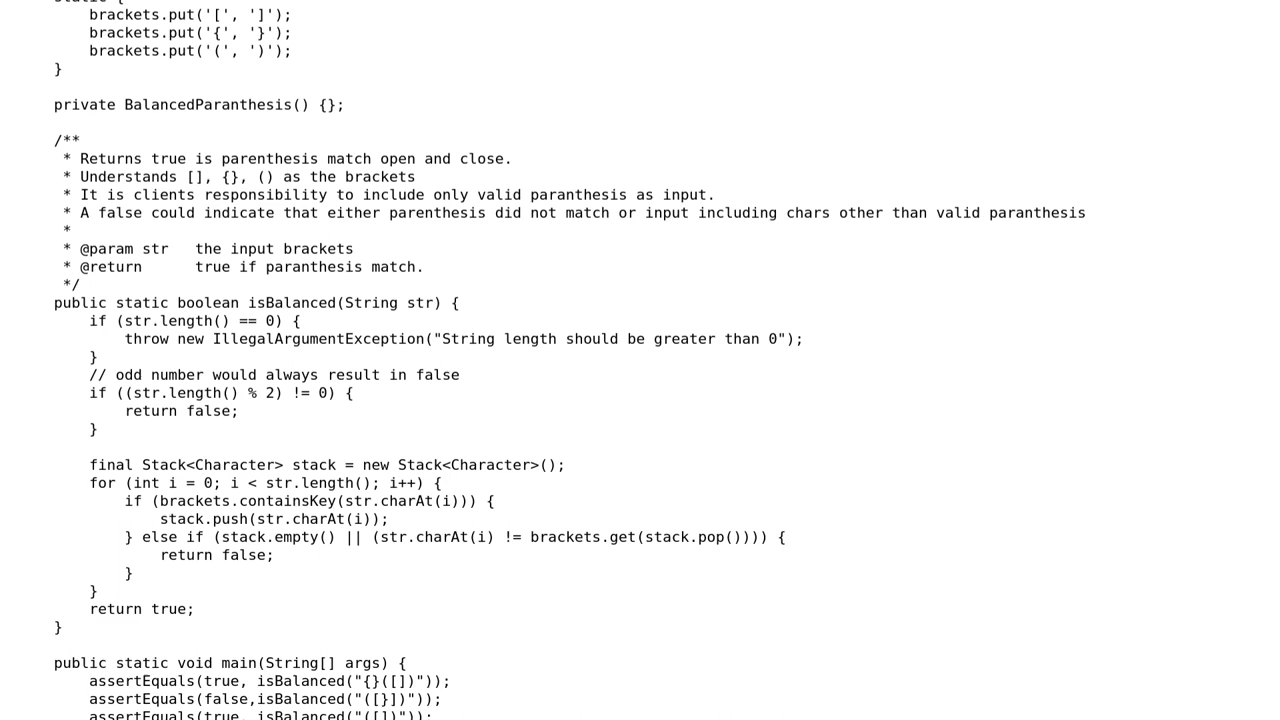 static {
        brackets.put('[', ']');
        brackets.put('{', '}');
        brackets.put('(', ')');
    }

    private BalancedParanthesis() {};

    /**
     * Returns true is parenthesis match open and close.
     * Understands [], {}, () as the brackets
     * It is clients responsibility to include only valid paranthesis as input.
     * A false could indicate that either parenthesis did not match or input including chars other than valid paranthesis
     *
     * @param str   the input brackets
     * @return      true if paranthesis match.
     */
    public static boolean isBalanced(String str) {
        if (str.length() == 0) {
            throw new IllegalArgumentException("String length should be greater than 0");
        }
        // odd number would always result in false
        if ((str.length() % 2) != 0) {
            return false;
        }

        final Stack<Character> stack = new Stack<Character>();
        for (int i = 0; i < str.length(); i++) {
            if (brackets.containsKey(str.charAt(i))) {
                stack.push(str.charAt(i));
            } else if (stack.empty() || (str.charAt(i) != brackets.get(stack.pop()))) {
                return false;
            }
        }
        return true;
    }

    public static void main(String[] args) {
        assertEquals(true, isBalanced("{}([])"));
        assertEquals(false,isBalanced("([}])"));
        assertEquals(true, isBalanced("([])"));